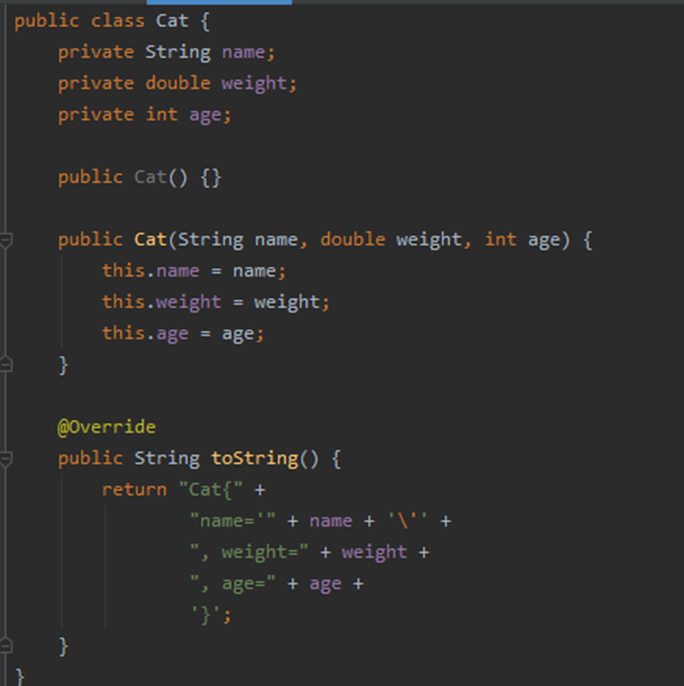 public class Cat {
private String name;
private double weight;
private int age;
public Cat() {}
public Cat(String name, double weight, int age) {
this.name = name;
this.weight = weight;
this.age = age;
}
@Override
public String toString() {
return "Cat{" +
"name='" + name + '\'' +
", weight=" + weight +
", age=" + age +
'}';
}
}